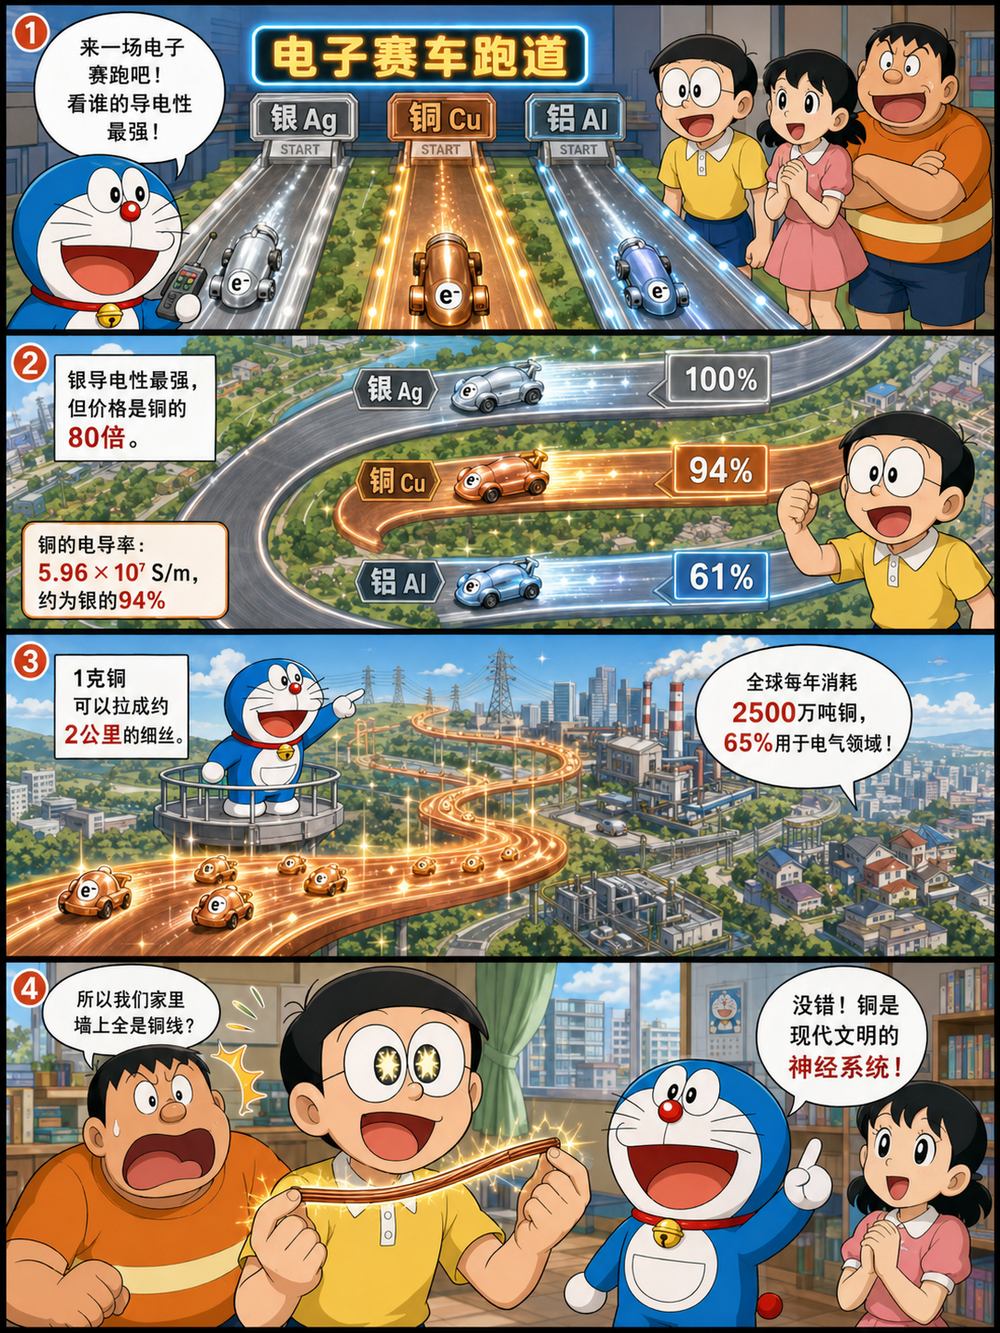 1
来一场电子
赛跑吧！
看谁的导电性
最强！
电子赛车跑道
银 Ag
铜 Cu
铝 Al
START
START
START
e⁻
e⁻
e⁻
2
银导电性最强，
但价格是铜的
80倍。
银 Ag
e⁻
100%
铜 Cu
e⁻
94%
铝 Al
e⁻
61%
铜的电导率：
5.96 × 10⁷ S/m，
约为银的94%
3
1克铜
可以拉成约
2公里的细丝。
全球每年消耗
2500万吨铜，
65%用于电气领域！
e⁻
e⁻
e⁻
e⁻
4
所以我们家里
墙上全是铜线？
没错！铜是
现代文明的
神经系统！